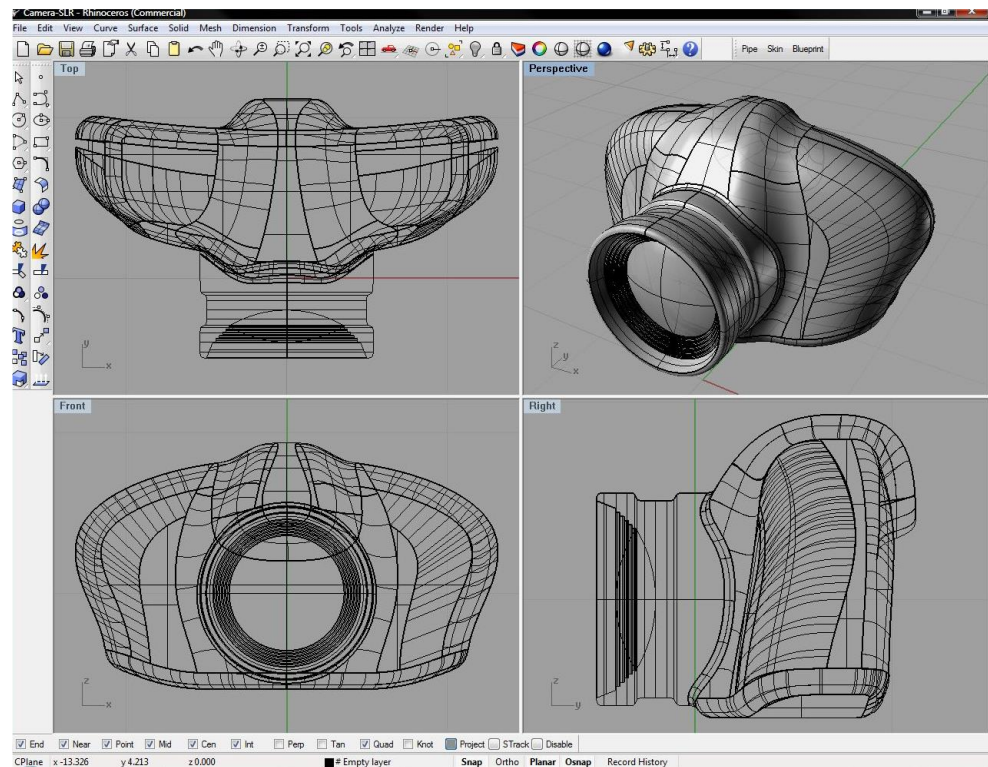 Camera-SLR - Rhinoceros (Commercial)
File Edit View Curve Surface Solid Mesh Dimension Transform Tools Analyze Render Help
Pipe Skin Blueprint
Top
Perspective
y
x
z
y
x
Front
Right
z
x
z
y
End Near Point Mid Cen Int Perp Tan Quad Knot Project STrack Disable
CPlane x -13.326 y 4.213 z 0.000 # Empty layer Snap Ortho Planar Osnap Record History